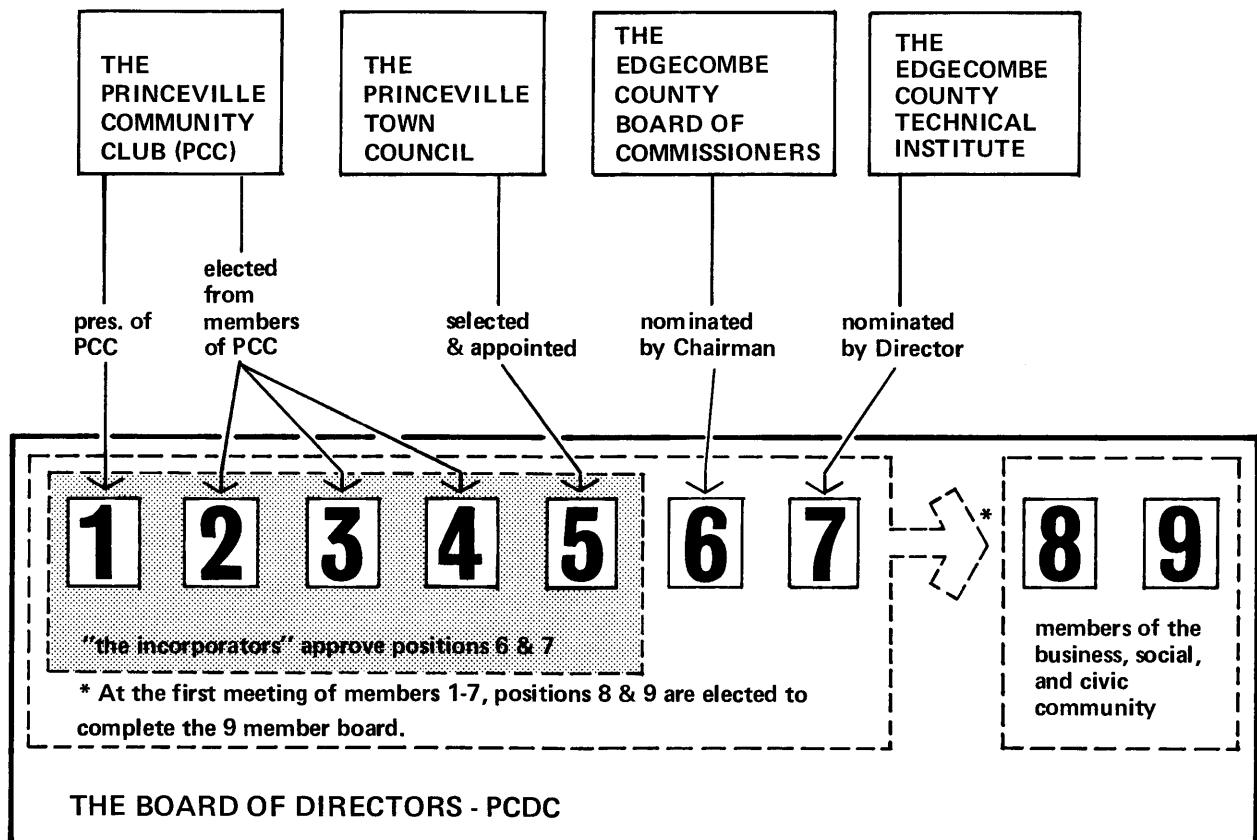 THE
PRINCEVILLE
COMMUNITY
CLUB (PCC)
THE
PRINCEVILLE
TOWN
COUNCIL
THE
EDGECOMBE
COUNTY
BOARD OF
COMMISSIONERS
THE
EDGECOMBE
COUNTY
TECHNICAL
INSTITUTE
pres. of
PCC
elected
from
members
of PCC
selected
& appointed
nominated
by Chairman
nominated
by Director
1 2 3 4 5 6 7 * 8 9
"the incorporators" approve positions 6 & 7
* At the first meeting of members 1-7, positions 8 & 9 are elected to
complete the 9 member board.
members of the
business, social,
and civic
community
THE BOARD OF DIRECTORS - PCDC